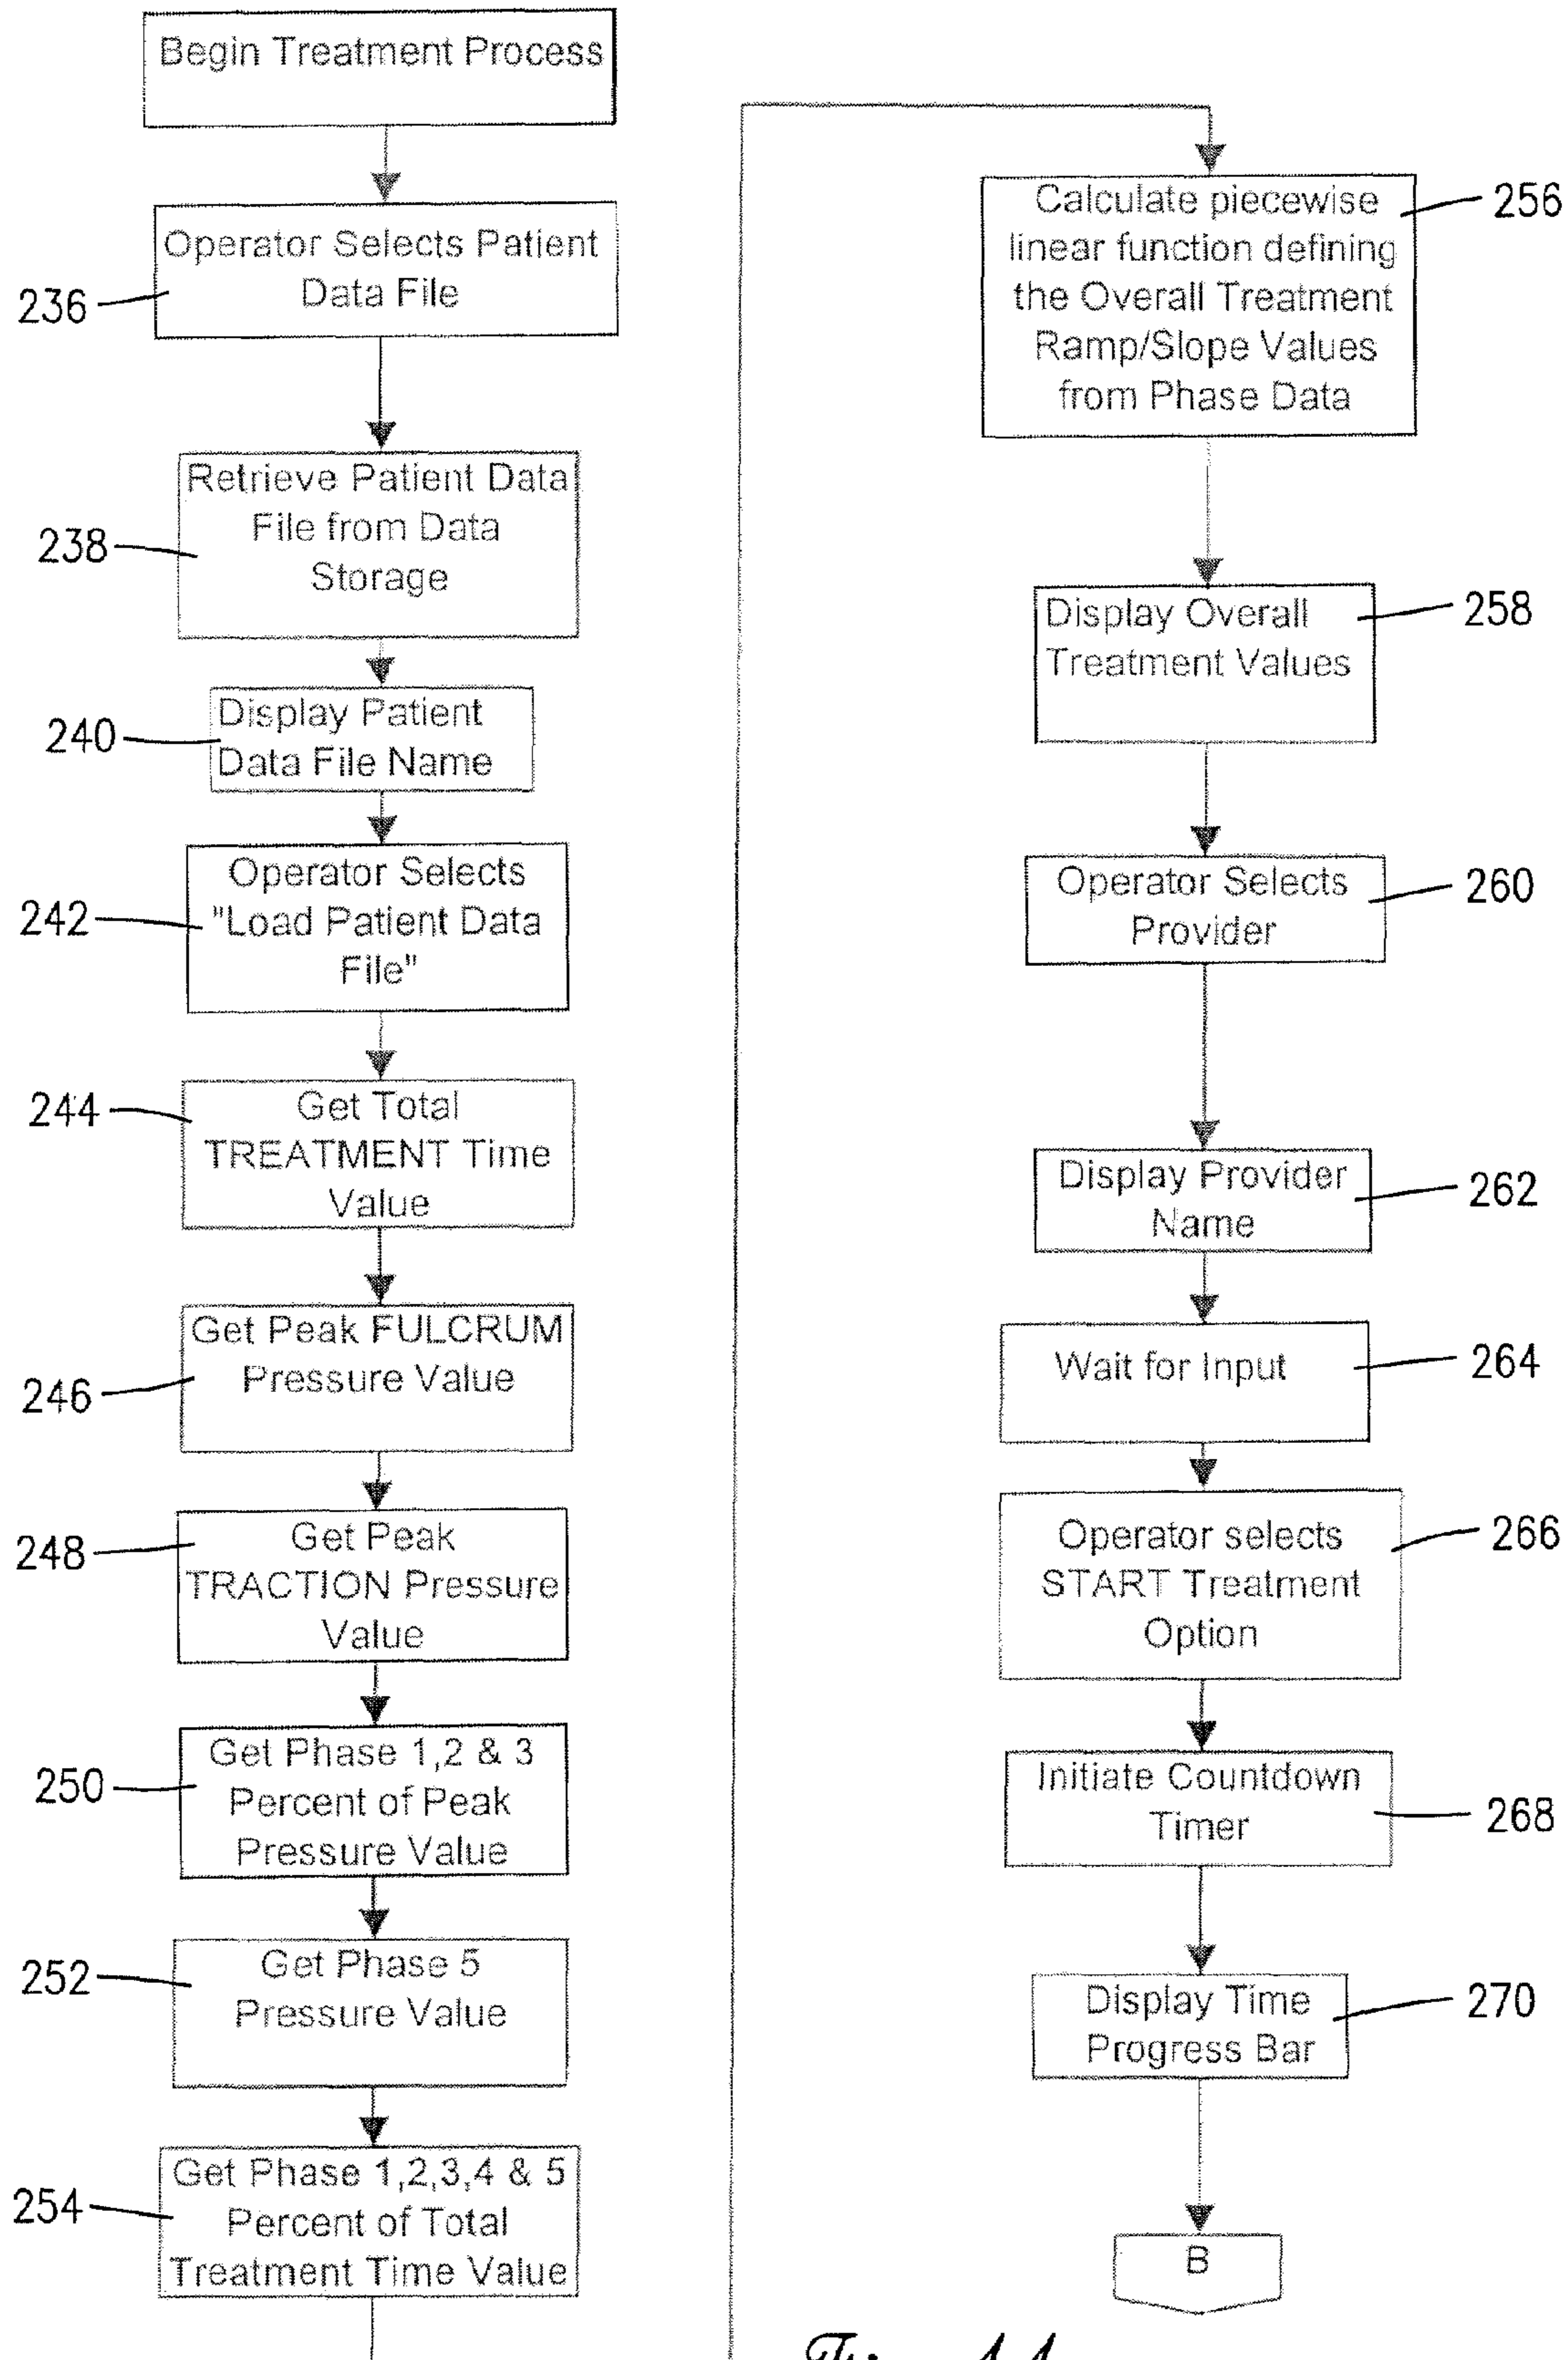 Begin Treatment Process
Operator Selects Patient
Data File
236
Retrieve Patient Data
File from Data
Storage
238
Display Patient
Data File Name
240
Operator Selects
"Load Patient Data
File"
242
Get Total
TREATMENT Time
Value
244
Get Peak FULCRUM
Pressure Value
246
Get Peak
TRACTION Pressure
Value
248
Get Phase 1,2 & 3
Percent of Peak
Pressure Value
250
Get Phase 5
Pressure Value
252
Get Phase 1,2,3,4 & 5
Percent of Total
Treatment Time Value
254
Calculate piecewise
linear function defining
the Overall Treatment
Ramp/Slope Values
from Phase Data
256
Display Overall
Treatment Values
258
Operator Selects
Provider
260
Display Provider
Name
262
Wait for Input
264
Operator selects
START Treatment
Option
266
Initiate Countdown
Timer
268
Display Time
Progress Bar
270
B